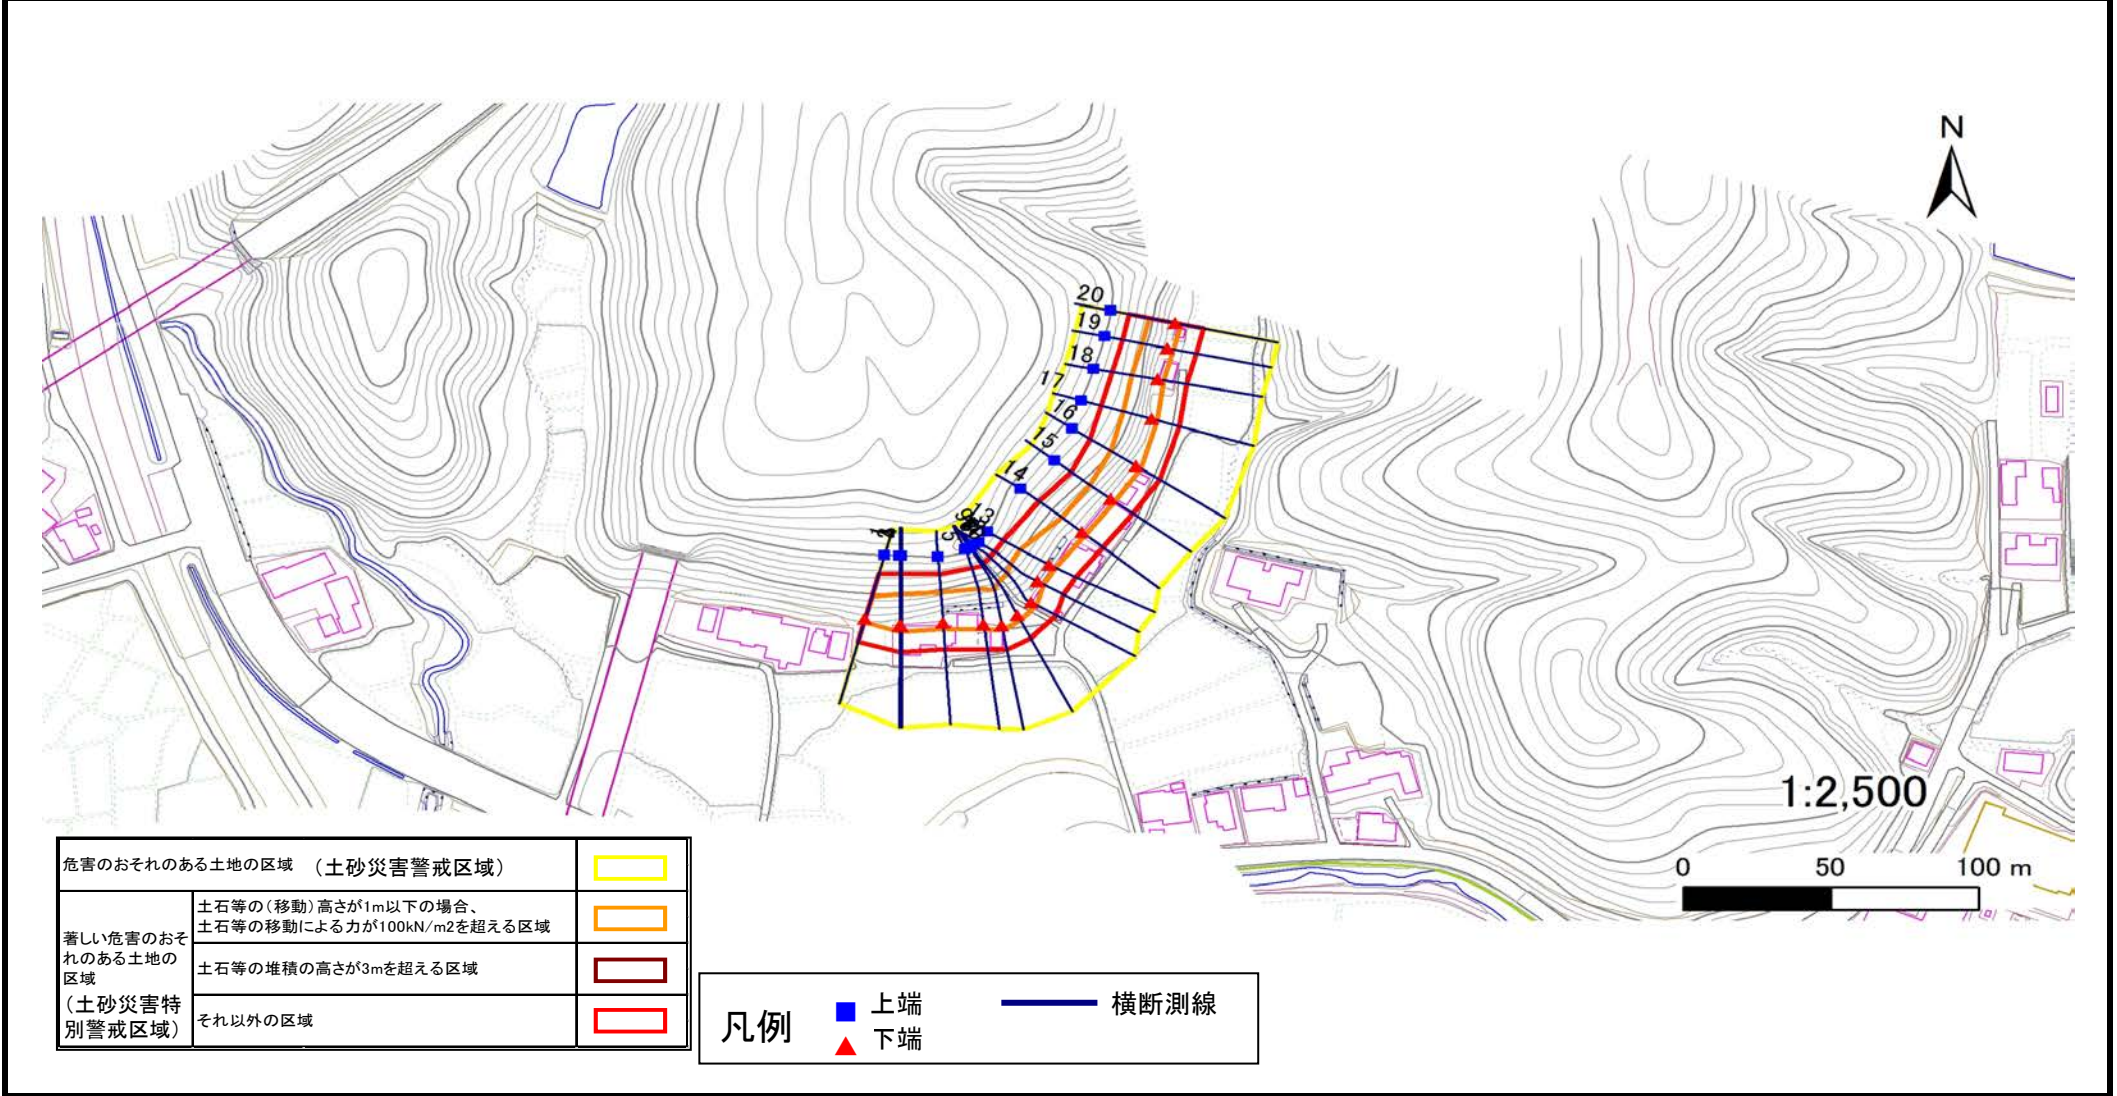 N
20
19
18
17
16
15
14
13
1:2,500
0 50 100 m
危害のおそれのある土地の区域 （土砂災害警戒区域）
著しい危害のおそ
れのある土地の
区域
（土砂災害特
別警戒区域）
土石等の（移動）高さが1m以下の場合、
土石等の移動による力が100kN/m2を超える区域
土石等の堆積の高さが3mを超える区域
それ以外の区域
凡例
上端
下端
横断測線